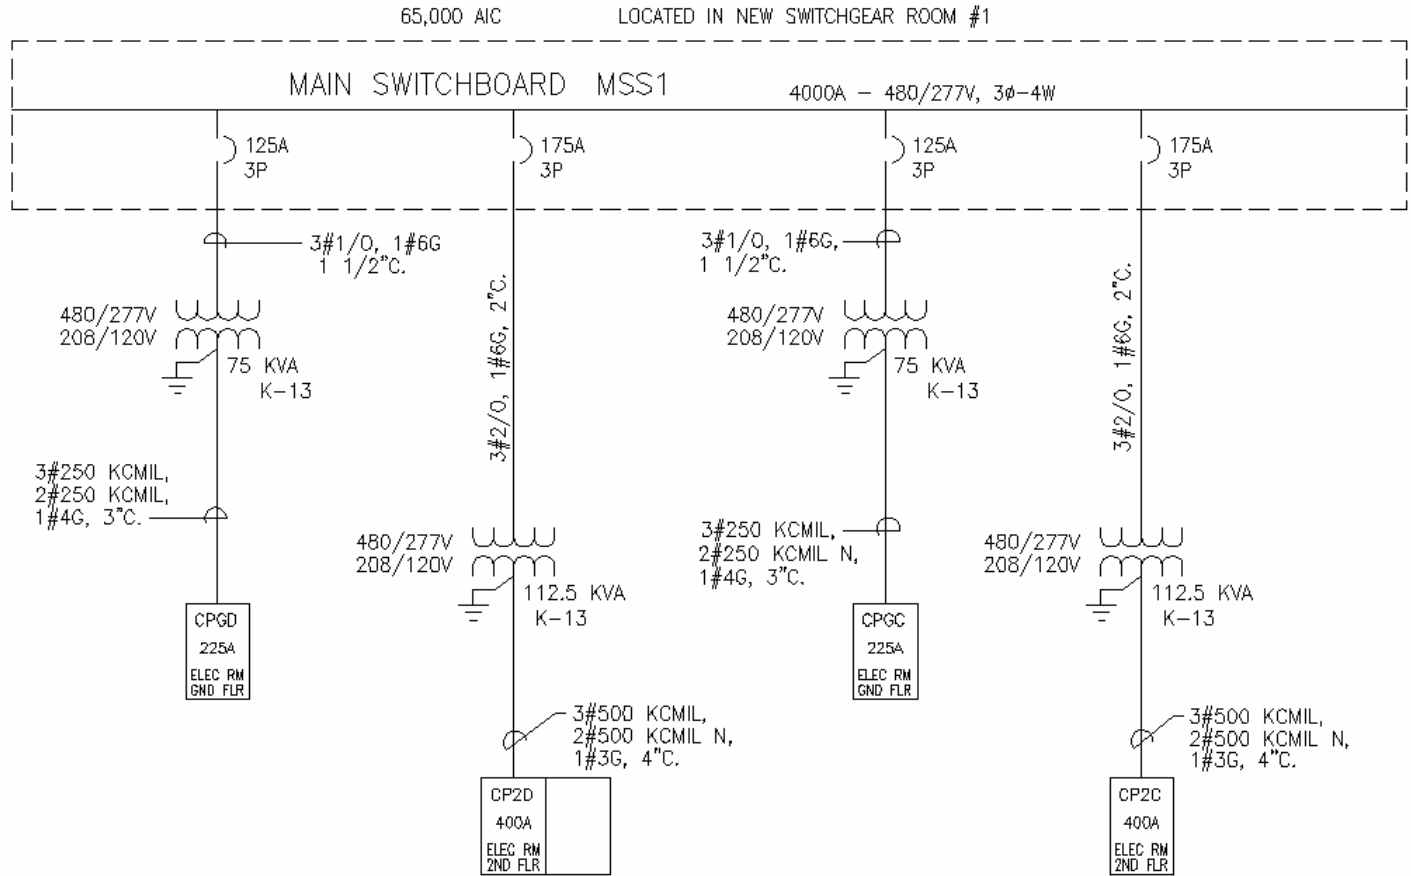 65,000 AIC LOCATED IN NEW SWITCHGEAR ROOM #1
MAIN SWITCHBOARD MSS1
4000A – 480/277V, 3ø–4W
125A
3P
175A
3P
125A
3P
175A
3P
3#1/0, 1#6G
1 1/2"C.
480/277V
208/120V
75 KVA
K–13
3#250 KCMIL,
2#250 KCMIL,
1#4G, 3"C.
CPGD
225A
ELEC RM
GND FLR
3#2/0, 1#6G, 2"C.
480/277V
208/120V
112.5 KVA
K–13
3#500 KCMIL,
2#500 KCMIL N,
1#3G, 4"C.
CP2D
400A
ELEC RM
2ND FLR
3#1/0, 1#6G,
1 1/2"C.
480/277V
208/120V
75 KVA
K–13
3#250 KCMIL,
2#250 KCMIL N,
1#4G, 3"C.
CPGC
225A
ELEC RM
GND FLR
3#2/0, 1#6G, 2"C.
480/277V
208/120V
112.5 KVA
K–13
3#500 KCMIL,
2#500 KCMIL N,
1#3G, 4"C.
CP2C
400A
ELEC RM
2ND FLR